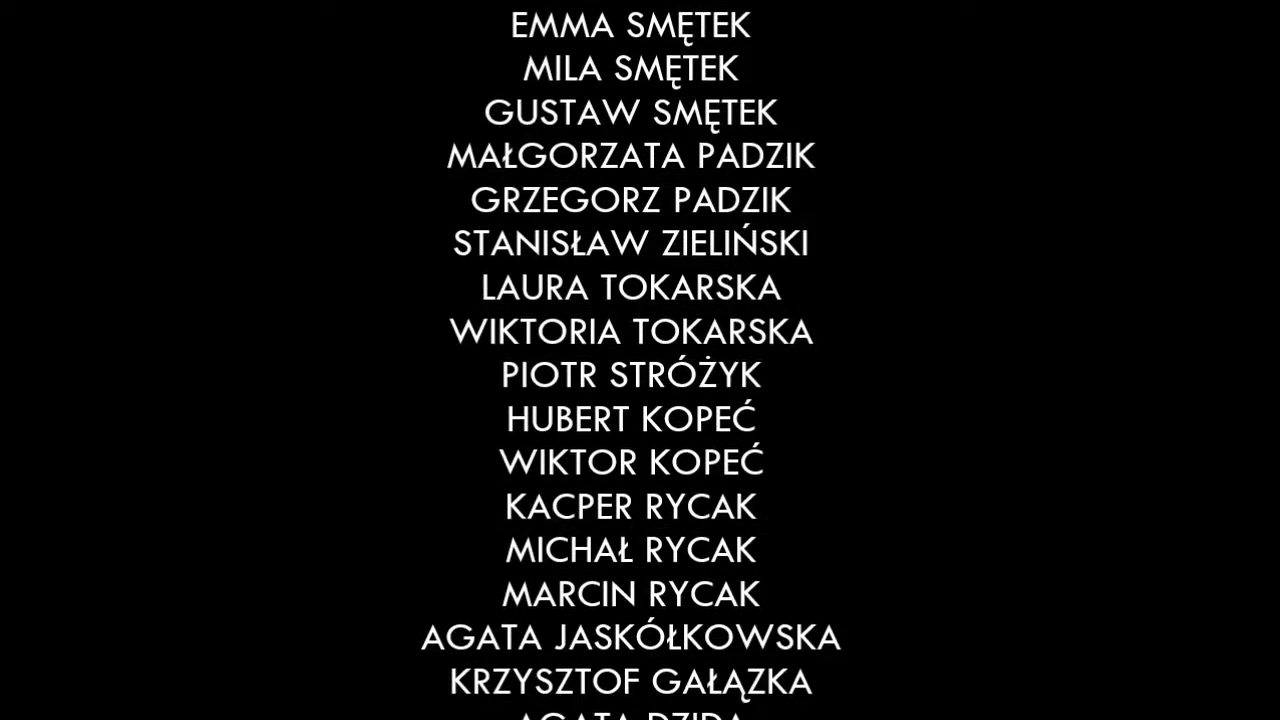 EMMA SMĘTEK
MILA SMĘTEK
GUSTAW SMĘTEK
MAŁGORZATA PADZIK
GRZEGORZ PADZIK
STANISŁAW ZIELIŃSKI
LAURA TOKARSKA
WIKTORIA TOKARSKA
PIOTR STRÓŻYK
HUBERT KOPEĆ
WIKTOR KOPEĆ
KACPER RYCAK
MICHAŁ RYCAK
MARCIN RYCAK
AGATA JASKÓŁKOWSKA
KRZYSZTOF GAŁĄZKA
AGATA